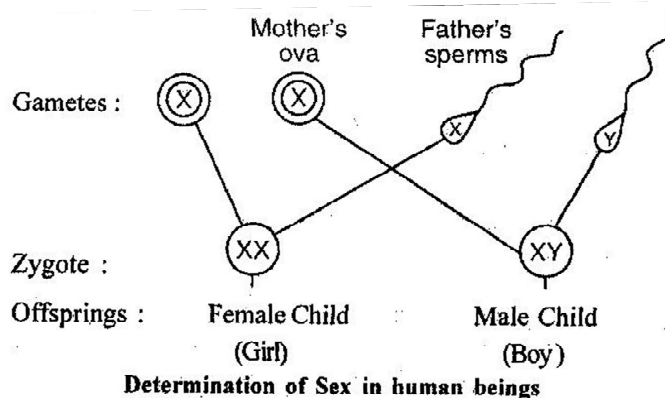 Mother's ova
Father's sperms
Gametes :
X
X
X
Y
Zygote :
XX
XY
Offsprings :
Female Child
(Girl)
Male Child
(Boy)
Determination of Sex in human beings